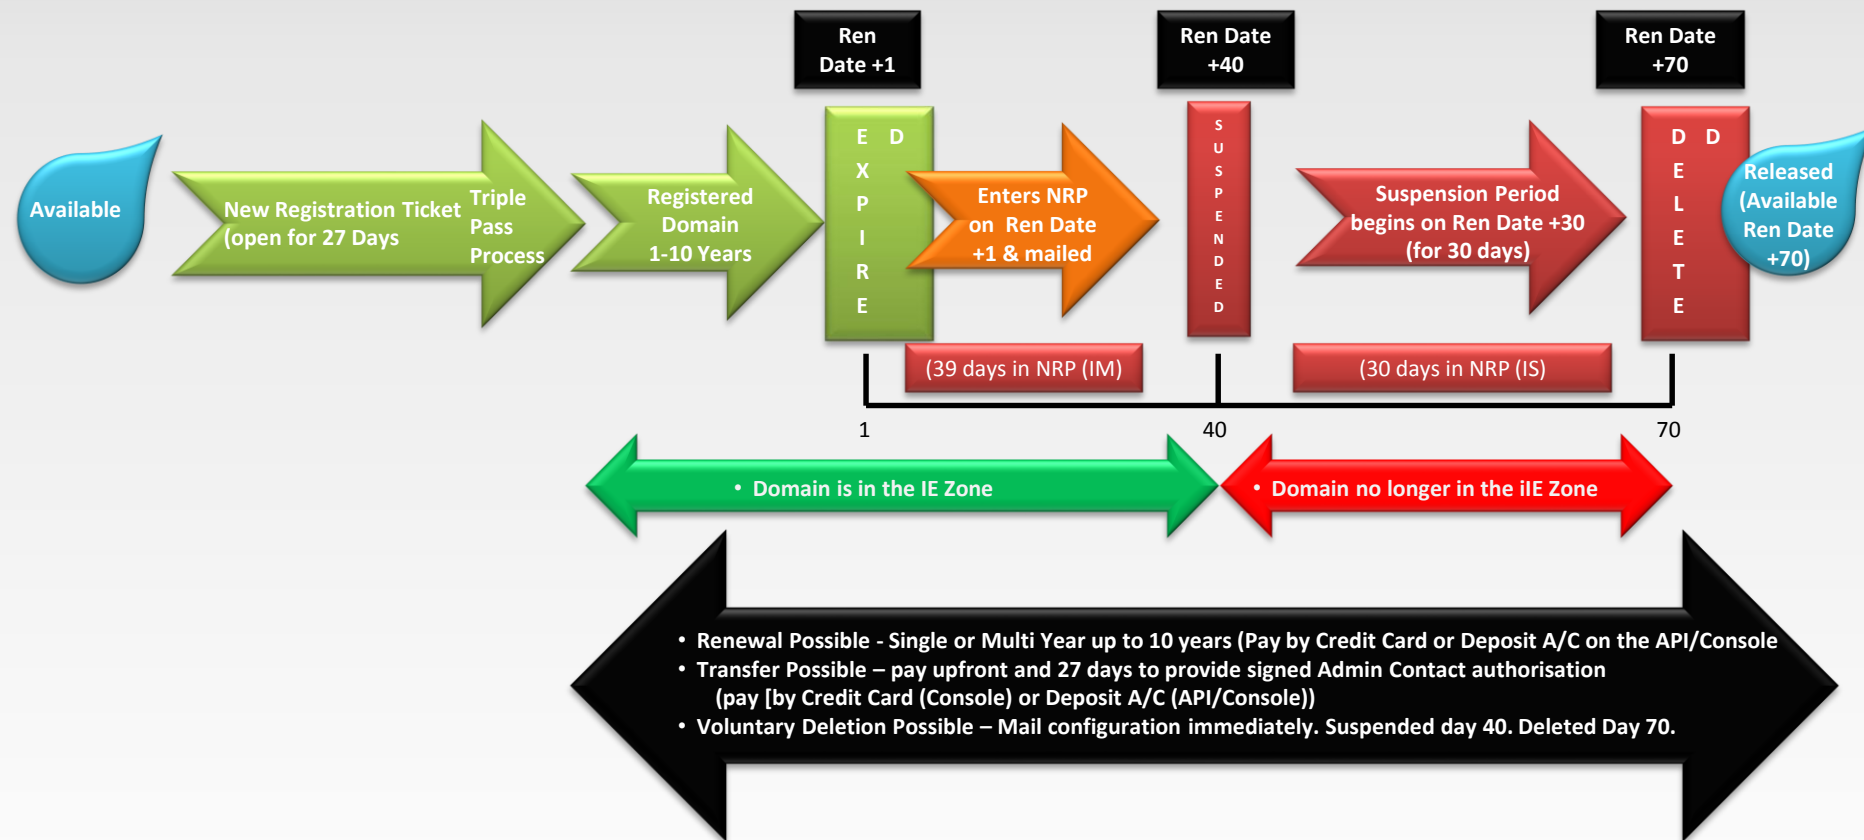 Ren
Date +1
Ren Date
+40
Ren Date
+70
Available
New Registration Ticket
(open for 27 Days
Triple
Pass
Process
Registered
Domain
1-10 Years
EXPIRE
D
Enters NRP
on Ren Date
+1 & mailed
SUSPENDED
Suspension Period
begins on Ren Date +30
(for 30 days)
DELETE
D
Released
(Available
Ren Date
+70)
(39 days in NRP (IM)
(30 days in NRP (IS)
1
40
70
• Domain is in the IE Zone
• Domain no longer in the iIE Zone
• Renewal Possible - Single or Multi Year up to 10 years (Pay by Credit Card or Deposit A/C on the API/Console
• Transfer Possible – pay upfront and 27 days to provide signed Admin Contact authorisation
(pay [by Credit Card (Console) or Deposit A/C (API/Console))
• Voluntary Deletion Possible – Mail configuration immediately. Suspended day 40. Deleted Day 70.